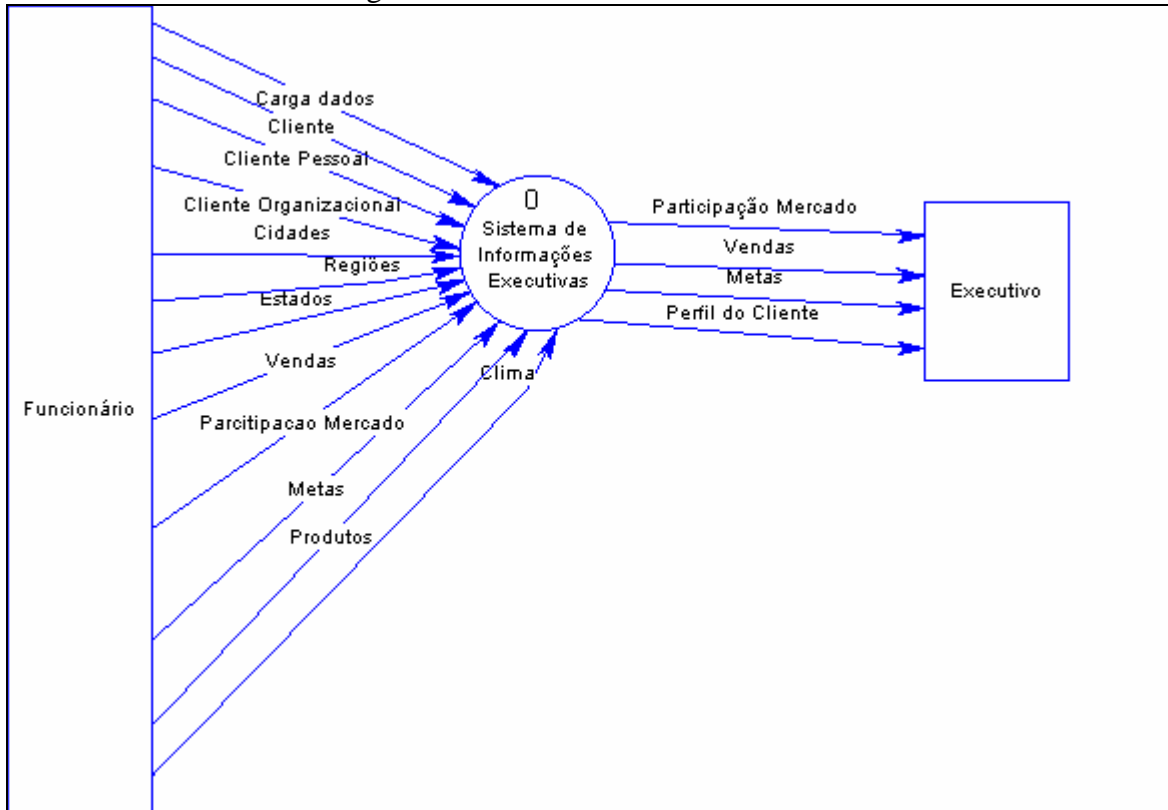 Carga dados
Cliente
Cliente Pessoal
Cliente Organizacional
Cidades
Regiões
Estados
Vendas
Parcitipacao Mercado
Metas
Produtos
Clima
Funcionário
0
Sistema de
Informações
Executivas
Participação Mercado
Vendas
Metas
Perfil do Cliente
Executivo